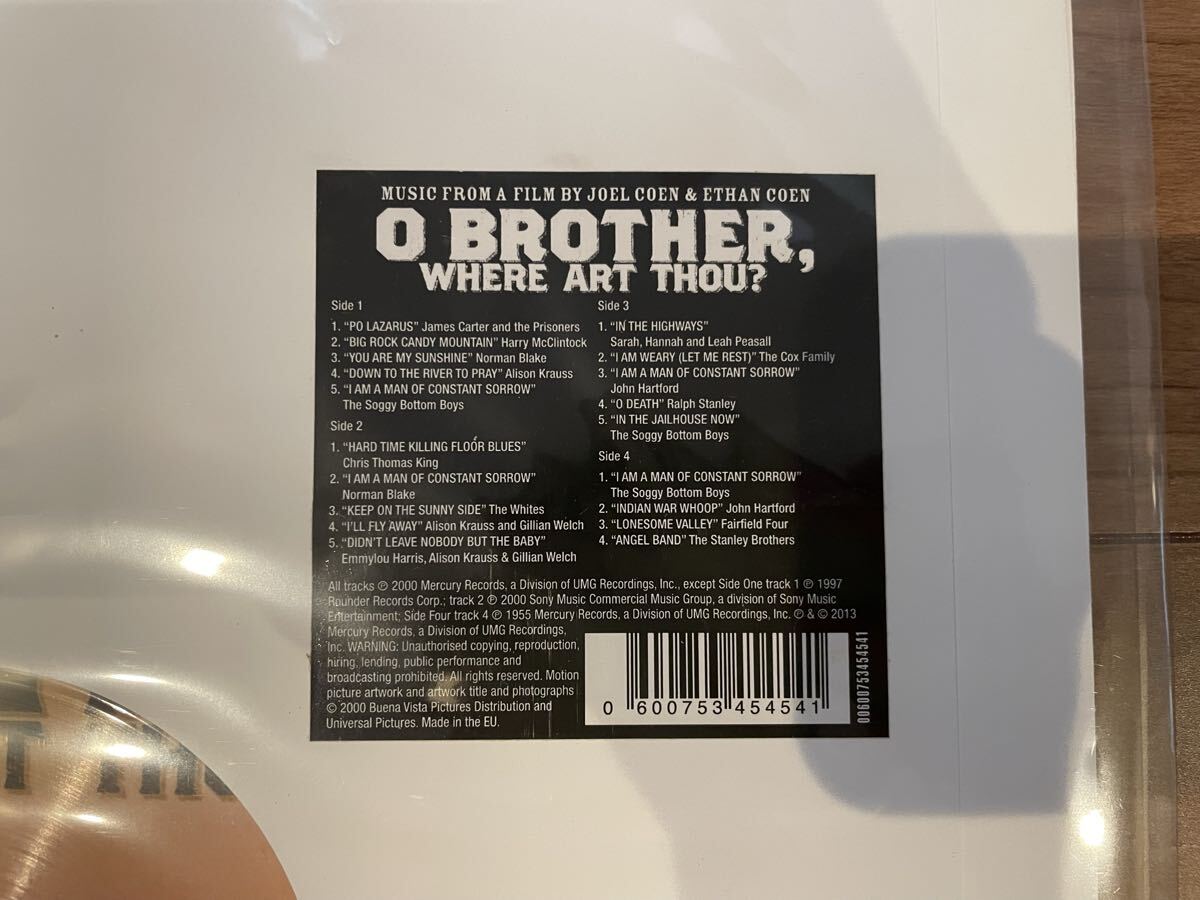 MUSIC FROM A FILM BY JOEL COEN & ETHAN COEN
O BROTHER,
WHERE ART THOU?
Side 1
1. “PO LAZARUS” James Carter and the Prisoners
2. “BIG ROCK CANDY MOUNTAIN” Harry McClintock
3. “YOU ARE MY SUNSHINE” Norman Blake
4. “DOWN TO THE RIVER TO PRAY” Alison Krauss
5. “I AM A MAN OF CONSTANT SORROW”
The Soggy Bottom Boys
Side 2
1. “HARD TIME KILLING FLOOR BLUES”
Chris Thomas King
2. “I AM A MAN OF CONSTANT SORROW”
Norman Blake
3. “KEEP ON THE SUNNY SIDE” The Whites
4. “I’LL FLY AWAY” Alison Krauss and Gillian Welch
5. “DIDN’T LEAVE NOBODY BUT THE BABY”
Emmylou Harris, Alison Krauss & Gillian Welch
Side 3
1. “IN THE HIGHWAYS”
Sarah, Hannah and Leah Peasall
2. “I AM WEARY (LET ME REST)” The Cox Family
3. “I AM A MAN OF CONSTANT SORROW”
John Hartford
4. “O DEATH” Ralph Stanley
5. “IN THE JAILHOUSE NOW”
The Soggy Bottom Boys
Side 4
1. “I AM A MAN OF CONSTANT SORROW”
The Soggy Bottom Boys
2. “INDIAN WAR WHOOP” John Hartford
3. “LONESOME VALLEY” Fairfield Four
4. “ANGEL BAND” The Stanley Brothers
All tracks ℗ 2000 Mercury Records, a Division of UMG Recordings, Inc., except Side One track 1 ℗ 1997
Rounder Records Corp.; track 2 ℗ 2000 Sony Music Commercial Music Group, a division of Sony Music
Entertainment; Side Four track 4 ℗ 1955 Mercury Records, a Division of UMG Recordings, Inc. ℗ & © 2013
Mercury Records, a Division of UMG Recordings,
Inc. WARNING: Unauthorised copying, reproduction,
hiring, lending, public performance and
broadcasting prohibited. All rights reserved. Motion
picture artwork and artwork title and photographs
© 2000 Buena Vista Pictures Distribution and
Universal Pictures. Made in the EU.
0 600753 454541
00600753454541